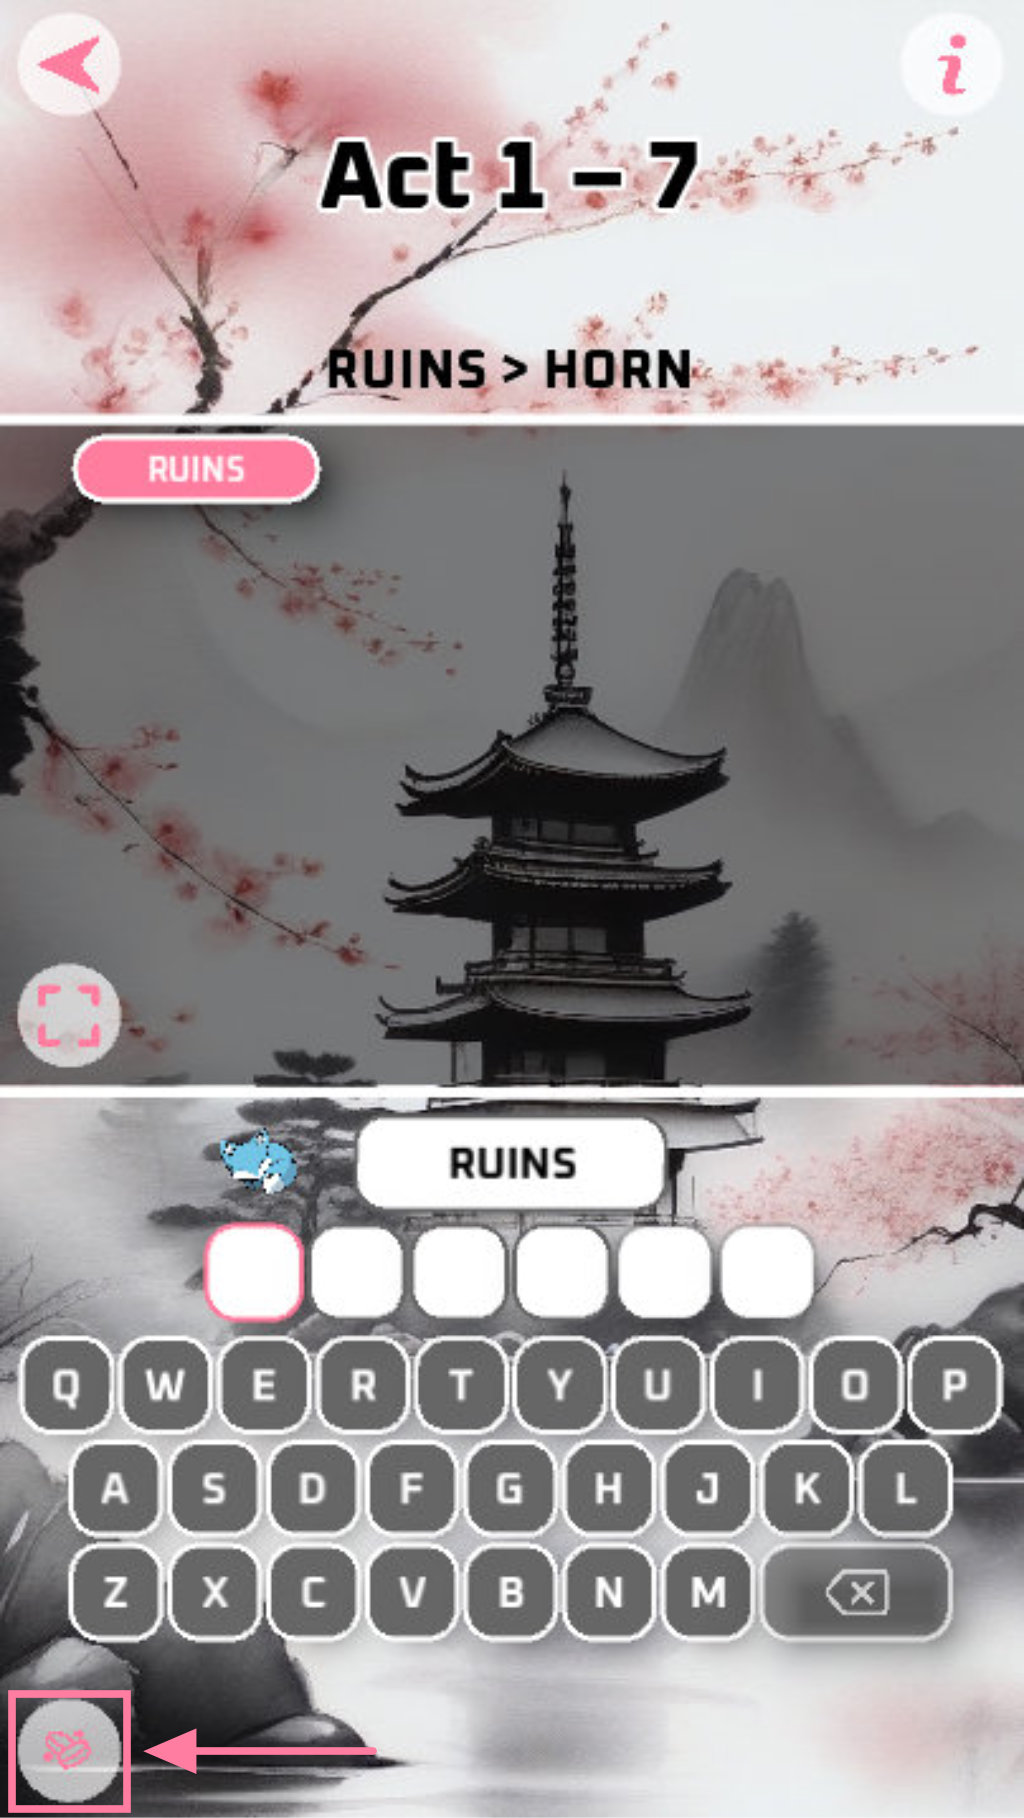 Act 1 – 7
RUINS > HORN
RUINS
RUINS
Q W E R T Y U I O P
A S D F G H J K L
Z X C V B N M